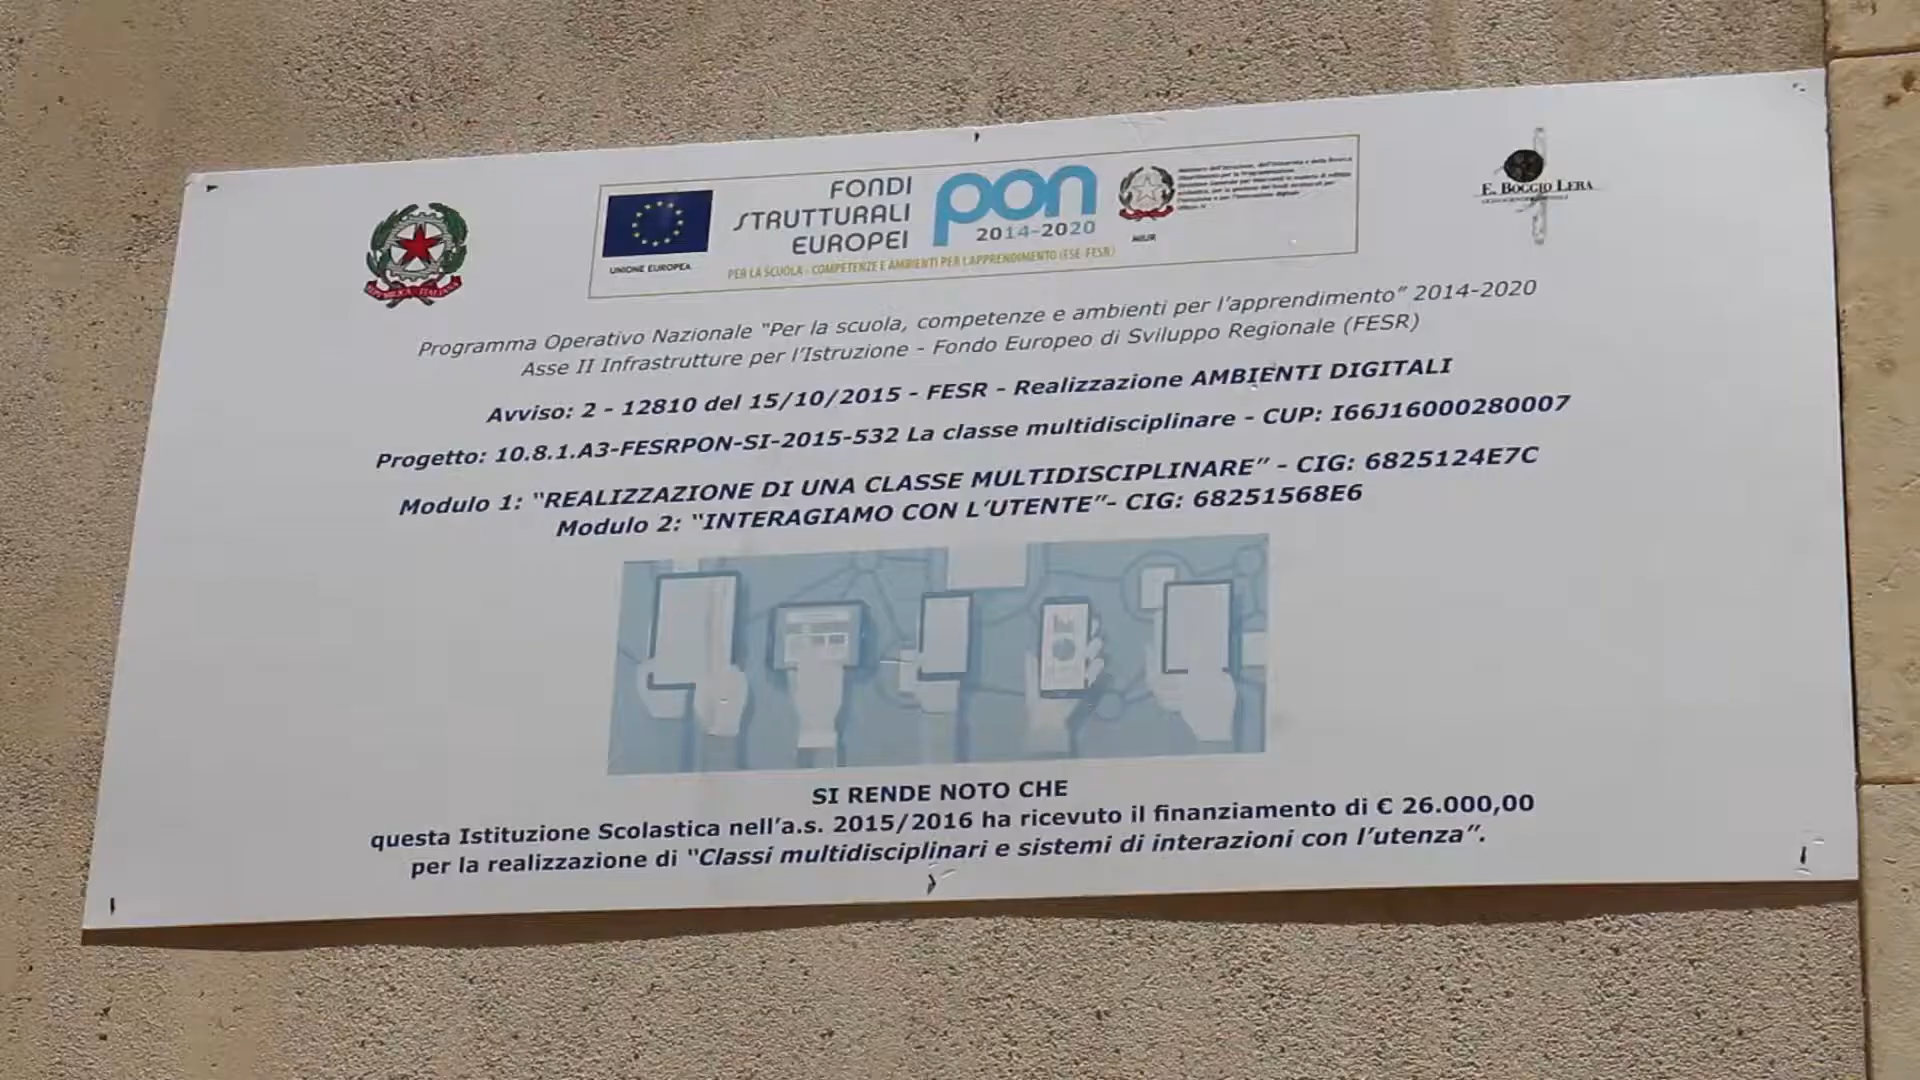 REPVBBLICA ITALIANA
UNIONE EUROPEA
FONDI
STRUTTURALI
EUROPEI
pon
2014-2020
PER LA SCUOLA - COMPETENZE E AMBIENTI PER L'APPRENDIMENTO (FSE-FESR)
MIUR
E. BOGGIO LERA
Programma Operativo Nazionale “Per la scuola, competenze e ambienti per l’apprendimento” 2014-2020
Asse II Infrastrutture per l’Istruzione - Fondo Europeo di Sviluppo Regionale (FESR)
Avviso: 2 - 12810 del 15/10/2015 - FESR - Realizzazione AMBIENTI DIGITALI
Progetto: 10.8.1.A3-FESRPON-SI-2015-532 La classe multidisciplinare - CUP: I66J16000280007
Modulo 1: “REALIZZAZIONE DI UNA CLASSE MULTIDISCIPLINARE” - CIG: 6825124E7C
Modulo 2: “INTERAGIAMO CON L’UTENTE”- CIG: 68251568E6
SI RENDE NOTO CHE
questa Istituzione Scolastica nell’a.s. 2015/2016 ha ricevuto il finanziamento di € 26.000,00
per la realizzazione di “Classi multidisciplinari e sistemi di interazioni con l’utenza”.